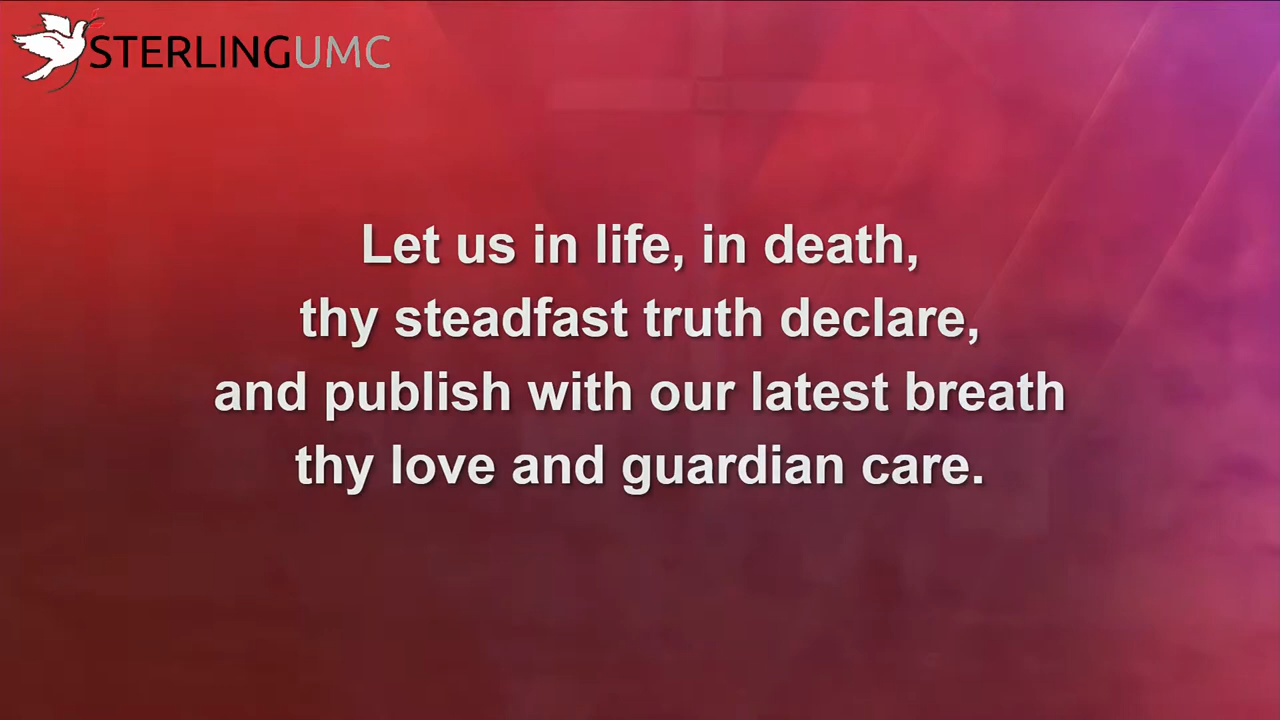 STERLINGUMC
Let us in life, in death,
thy steadfast truth declare,
and publish with our latest breath
thy love and guardian care.